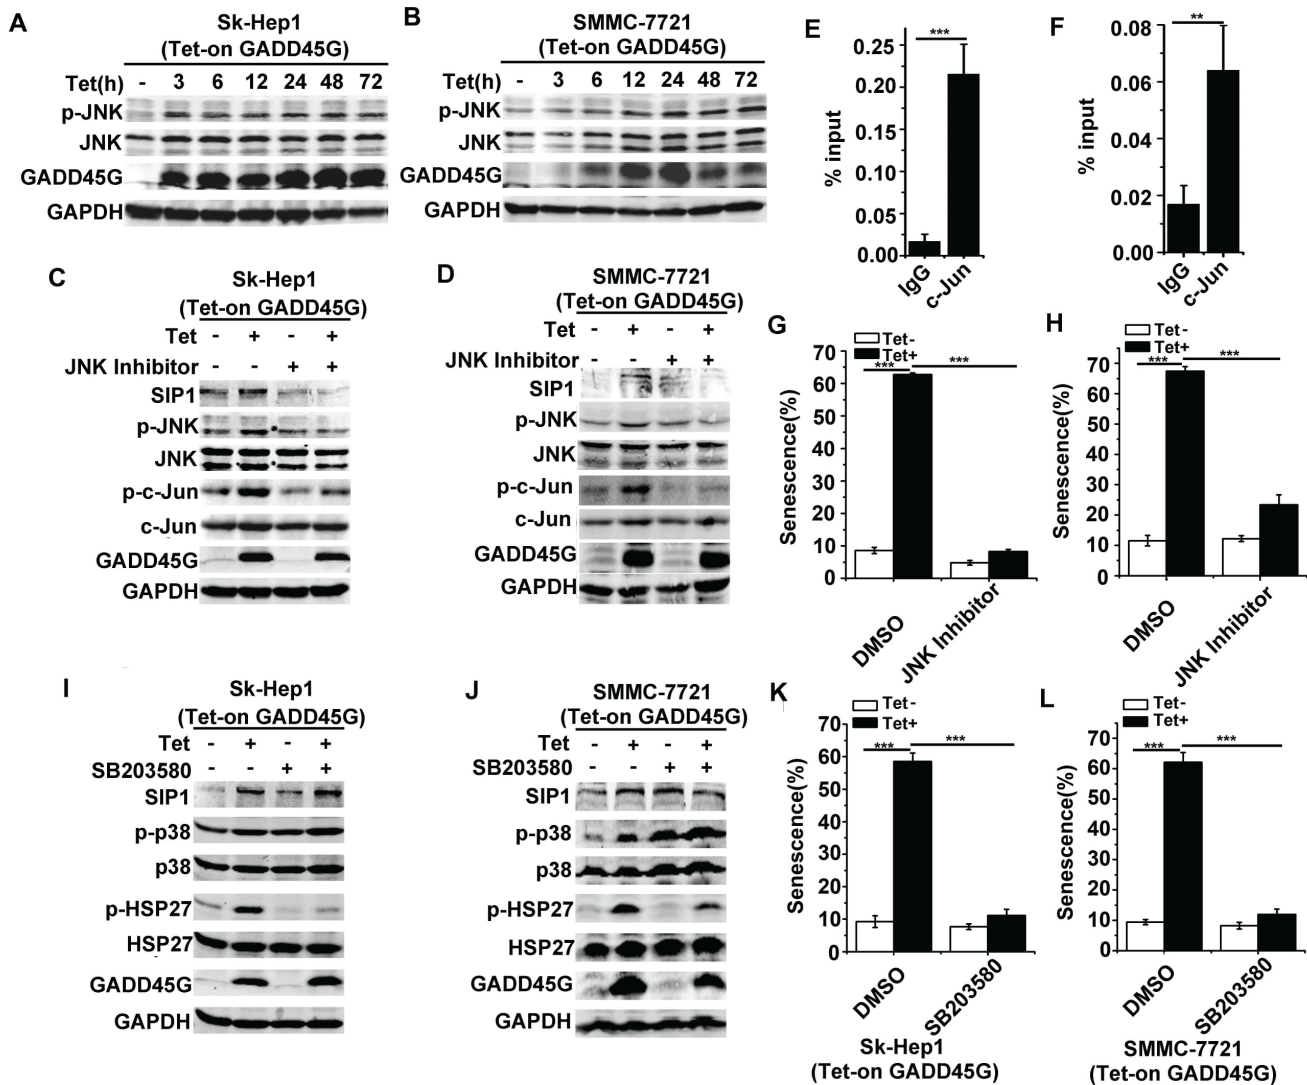 A
Sk-Hep1
(Tet-on GADD45G)
Tet(h) - 3 6 12 24 48 72
p-JNK
JNK
GADD45G
GAPDH
B
SMMC-7721
(Tet-on GADD45G)
Tet(h) - 3 6 12 24 48 72
p-JNK
JNK
GADD45G
GAPDH
E
***
0.25
0.20
0.15
0.10
0.05
0.00
% input
IgG
c-Jun
F
**
0.08
0.06
0.04
0.02
0.00
% input
IgG
c-Jun
C
Sk-Hep1
(Tet-on GADD45G)
Tet - + - +
JNK Inhibitor - - + +
SIP1
p-JNK
JNK
p-c-Jun
c-Jun
GADD45G
GAPDH
D
SMMC-7721
(Tet-on GADD45G)
Tet - + - +
JNK Inhibitor - - + +
SIP1
p-JNK
JNK
p-c-Jun
c-Jun
GADD45G
GAPDH
G
Tet-
Tet+
*** ***
70
60
50
40
30
20
10
0
Senescence(%)
DMSO
JNK Inhibitor
H
Tet-
Tet+
*** ***
70
60
50
40
30
20
10
0
Senescence(%)
DMSO
JNK Inhibitor
I
Sk-Hep1
(Tet-on GADD45G)
Tet - + - +
SB203580 - - + +
SIP1
p-p38
p38
p-HSP27
HSP27
GADD45G
GAPDH
J
SMMC-7721
(Tet-on GADD45G)
Tet - + - +
SB203580 - - + +
SIP1
p-p38
p38
p-HSP27
HSP27
GADD45G
GAPDH
K
Tet-
Tet+
*** ***
70
60
50
40
30
20
10
0
Senescence(%)
DMSO
SB203580
Sk-Hep1
(Tet-on GADD45G)
L
Tet-
Tet+
*** ***
70
60
50
40
30
20
10
0
Senescence(%)
DMSO
SB203580
SMMC-7721
(Tet-on GADD45G)